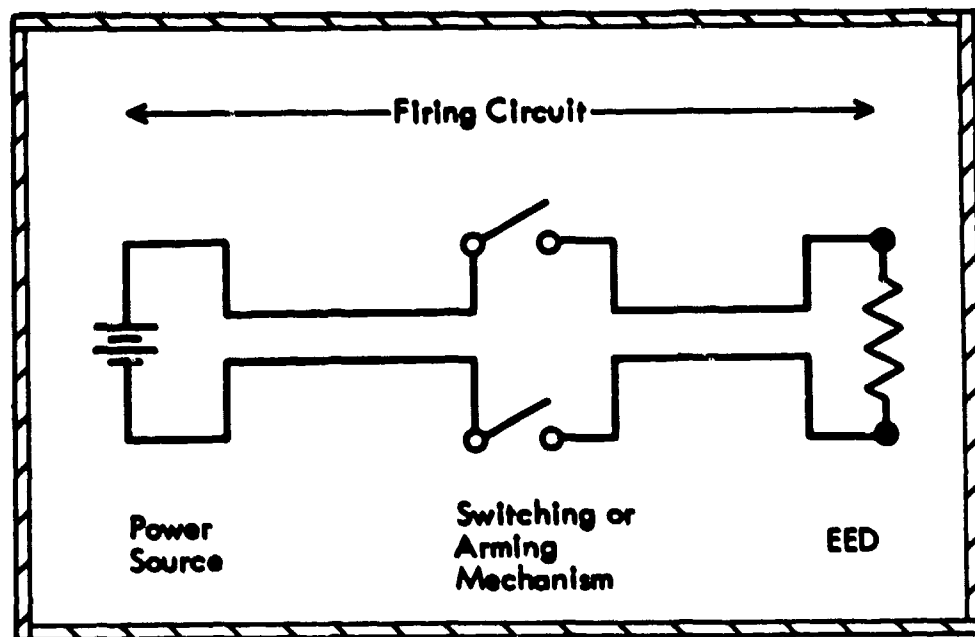 Firing Circuit
Power
Source
Switching or
Arming
Mechanism
EED